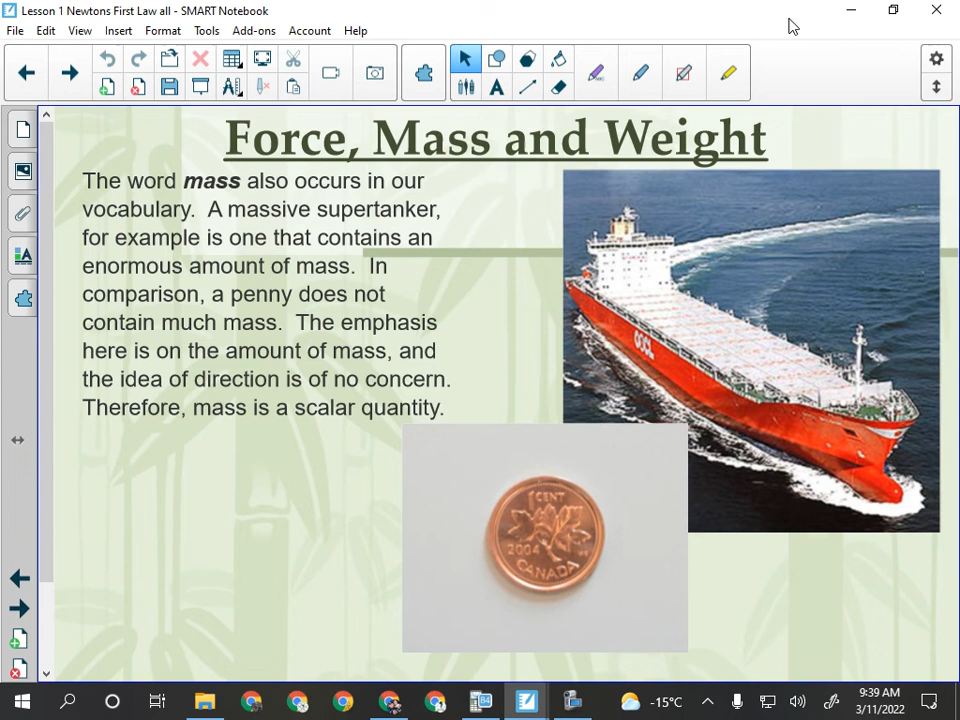 Lesson 1 Newtons First Law all - SMART Notebook
File Edit View Insert Format Tools Add-ons Account Help
Force, Mass and Weight
The word mass also occurs in our
vocabulary. A massive supertanker,
for example is one that contains an
enormous amount of mass. In
comparison, a penny does not
contain much mass. The emphasis
here is on the amount of mass, and
the idea of direction is of no concern.
Therefore, mass is a scalar quantity.
OOCL
1 CENT
2004
CANADA
84
-15°C
9:39 AM
3/11/2022